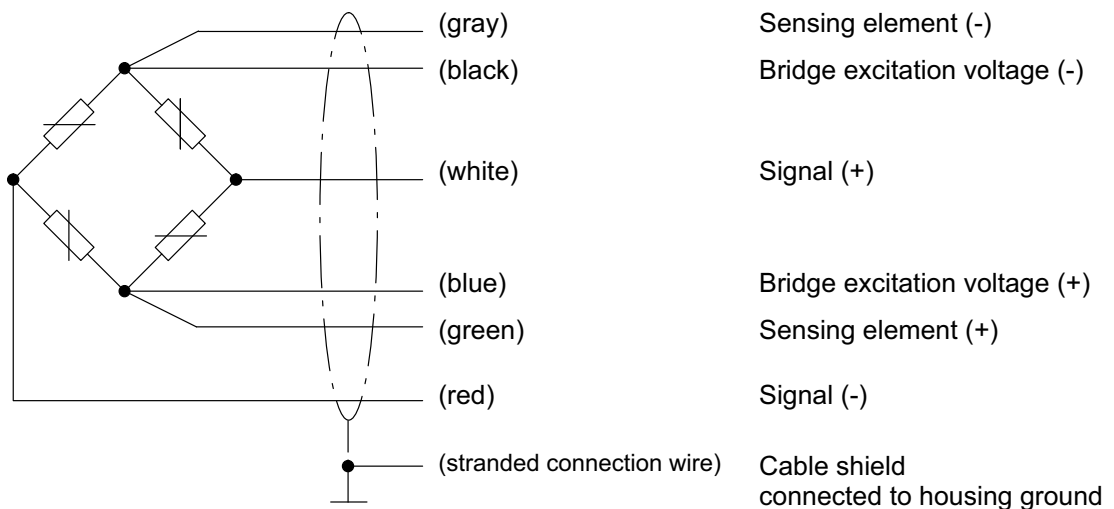 (gray) Sensing element (-)
(black) Bridge excitation voltage (-)
(white) Signal (+)
(blue) Bridge excitation voltage (+)
(green) Sensing element (+)
(red) Signal (-)
(stranded connection wire) Cable shield
connected to housing ground